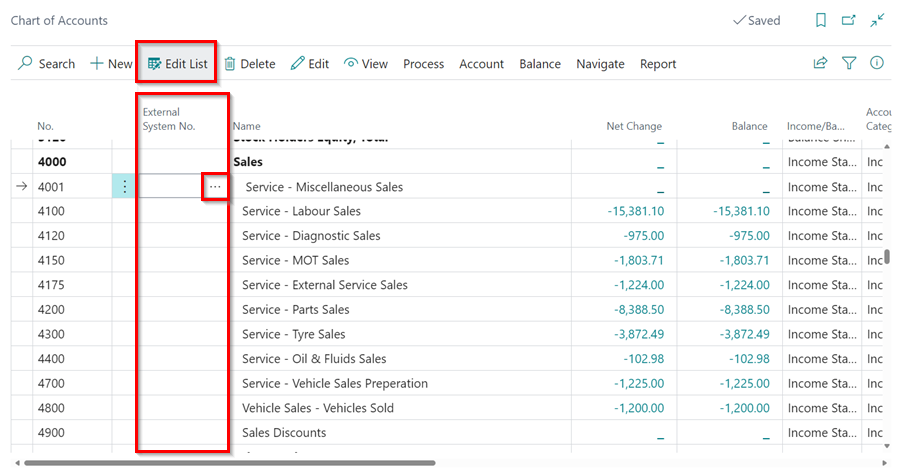 Chart of Accounts Saved
Search New Edit List Delete Edit View Process Account Balance Navigate Report
No. External System No. Name Net Change Balance Income/Ba... Accou Categ
Stock Holders Equity, Total _ _
4000 Sales _ _ Income Sta... Inc
4001 ... Service - Miscellaneous Sales _ _ Income Sta... Inc
4100 Service - Labour Sales -15,381.10 -15,381.10 Income Sta... Inc
4120 Service - Diagnostic Sales -975.00 -975.00 Income Sta... Inc
4150 Service - MOT Sales -1,803.71 -1,803.71 Income Sta... Inc
4175 Service - External Service Sales -1,224.00 -1,224.00 Income Sta... Inc
4200 Service - Parts Sales -8,388.50 -8,388.50 Income Sta... Inc
4300 Service - Tyre Sales -3,872.49 -3,872.49 Income Sta... Inc
4400 Service - Oil & Fluids Sales -102.98 -102.98 Income Sta... Inc
4700 Service - Vehicle Sales Preperation -1,225.00 -1,225.00 Income Sta... Inc
4800 Vehicle Sales - Vehicles Sold -1,200.00 -1,200.00 Income Sta... Inc
4900 Sales Discounts _ _ Income Sta... Inc